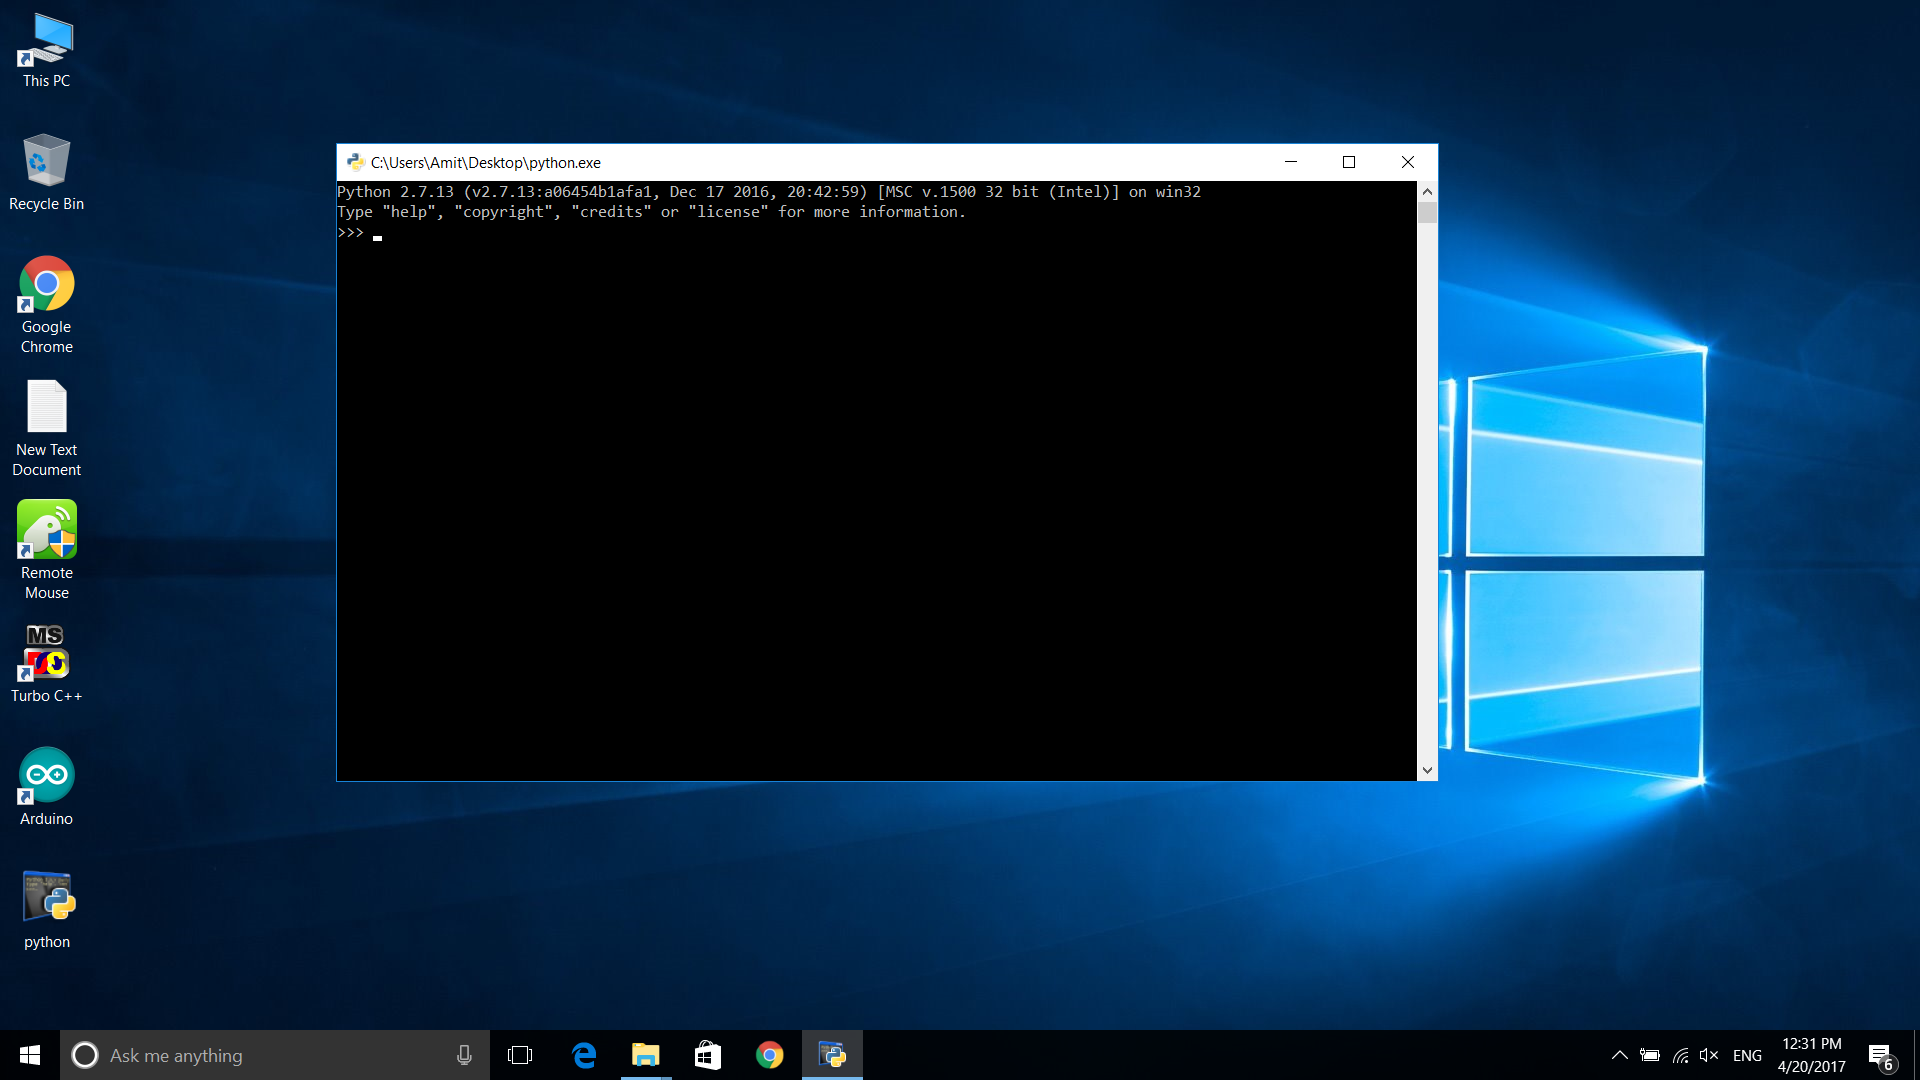 This PC
Recycle Bin
Google
Chrome
New Text
Document
Remote
Mouse
MS
Turbo C++
Arduino
python
C:\Users\Amit\Desktop\python.exe
Python 2.7.13 (v2.7.13:a06454b1afa1, Dec 17 2016, 20:42:59) [MSC v.1500 32 bit (Intel)] on win32
Type "help", "copyright", "credits" or "license" for more information.
>>>
Ask me anything
ENG
12:31 PM
4/20/2017
6